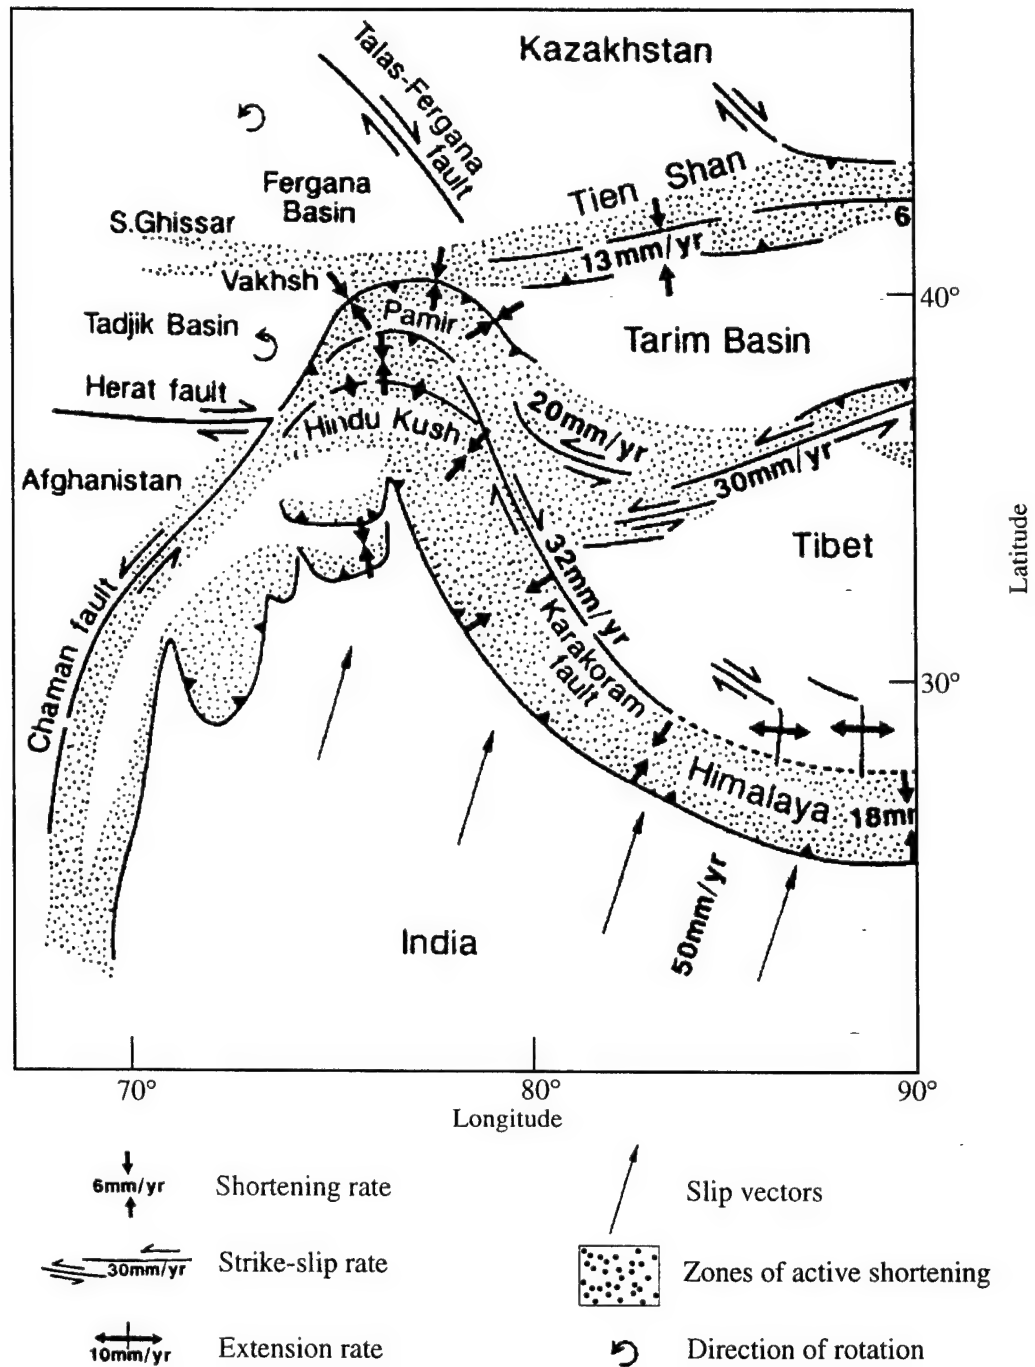 Kazakhstan
Talas-Fergana
fault
Fergana
Basin
Tien Shan
S.Ghissar
6
13mm/yr
Vakhsh
40°
Pamir
Tadjik Basin
Tarim Basin
Herat fault
20mm/yr
Hindu Kush
30mm/yr
Afghanistan
Latitude
Tibet
32mm/yr
Chaman fault
Karakoram
fault
30°
Himalaya
18mm
50mm/yr
India
70°
80°
90°
Longitude
6mm/yr
Shortening rate
Slip vectors
30mm/yr
Strike-slip rate
Zones of active shortening
10mm/yr
Extension rate
Direction of rotation